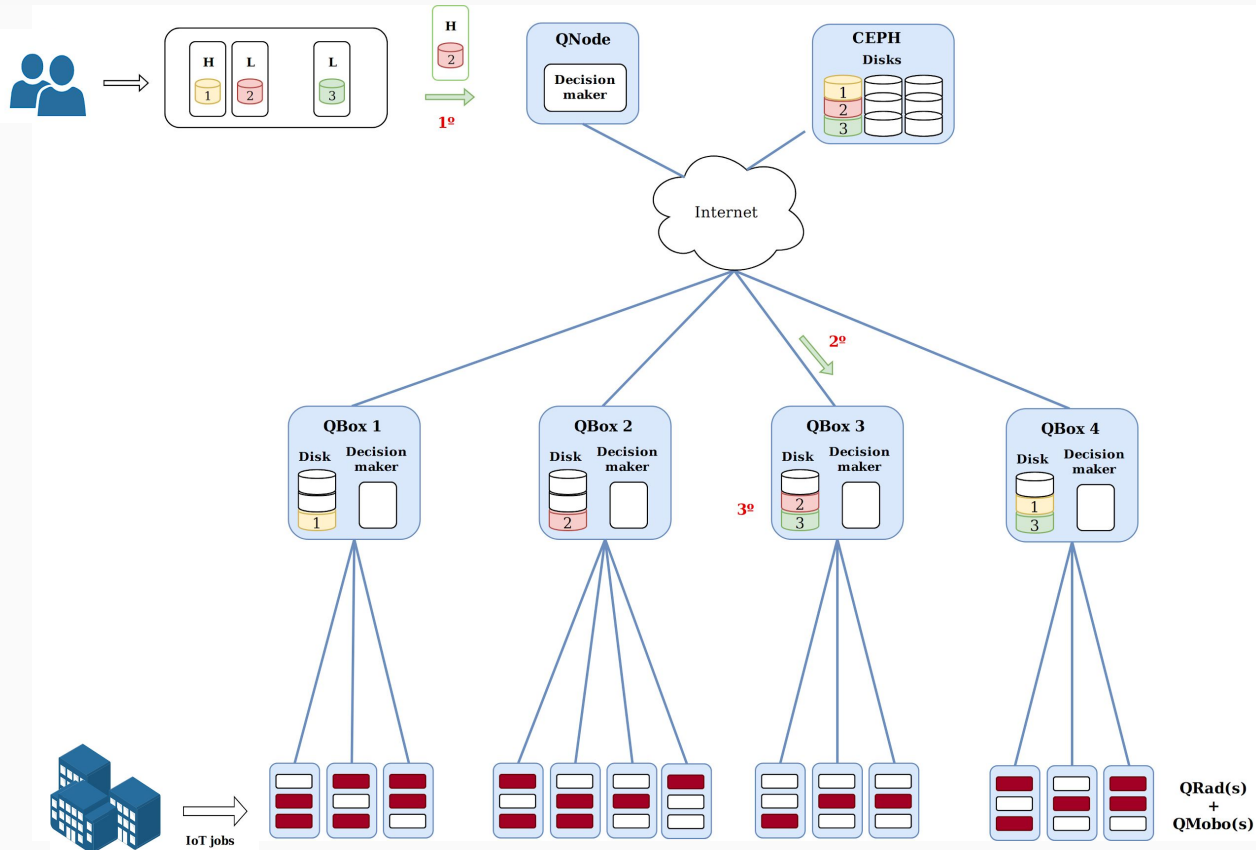 H
L
L
1
2
3
H
2
1º
QNode
Decision
maker
CEPH
Disks
1
2
3
Internet
2º
QBox 1
Disk
Decision
maker
1
QBox 2
Disk
Decision
maker
2
3º
QBox 3
Disk
Decision
maker
2
3
QBox 4
Disk
Decision
maker
1
3
IoT jobs
QRad(s)
+
QMobo(s)